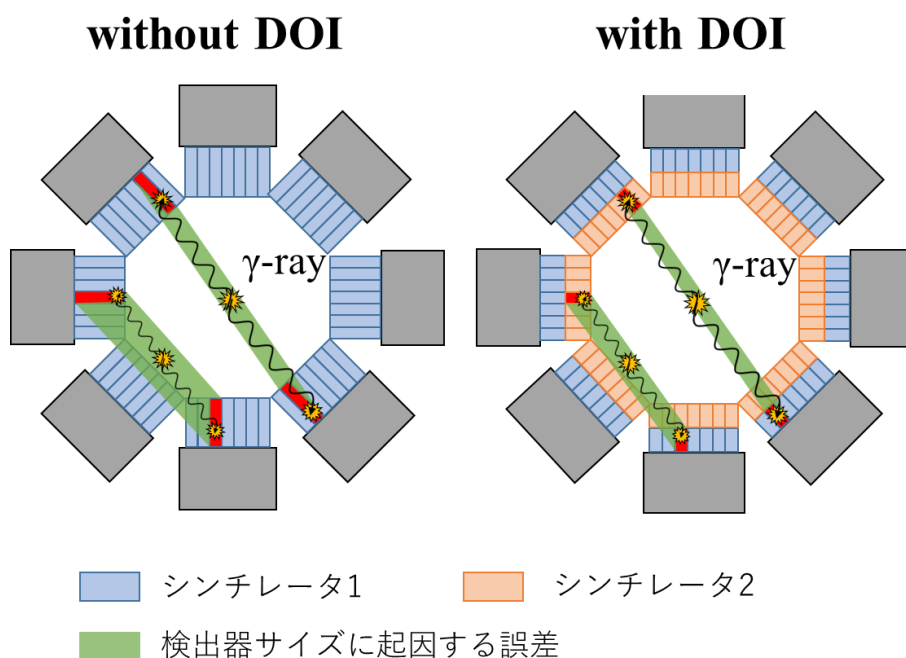 without DOI
with DOI
γ-ray
γ-ray
シンチレータ1
シンチレータ2
検出器サイズに起因する誤差